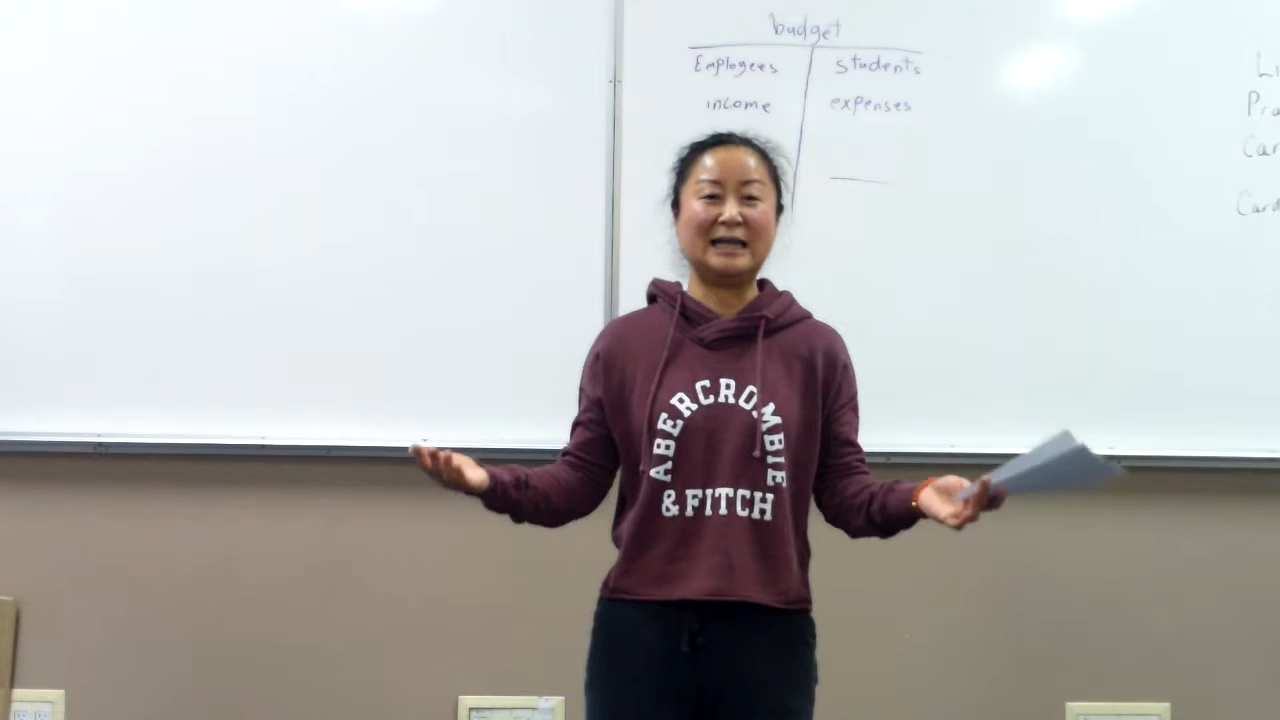 budget
Employees students
income expenses
ABERCROMBIE
& FITCH